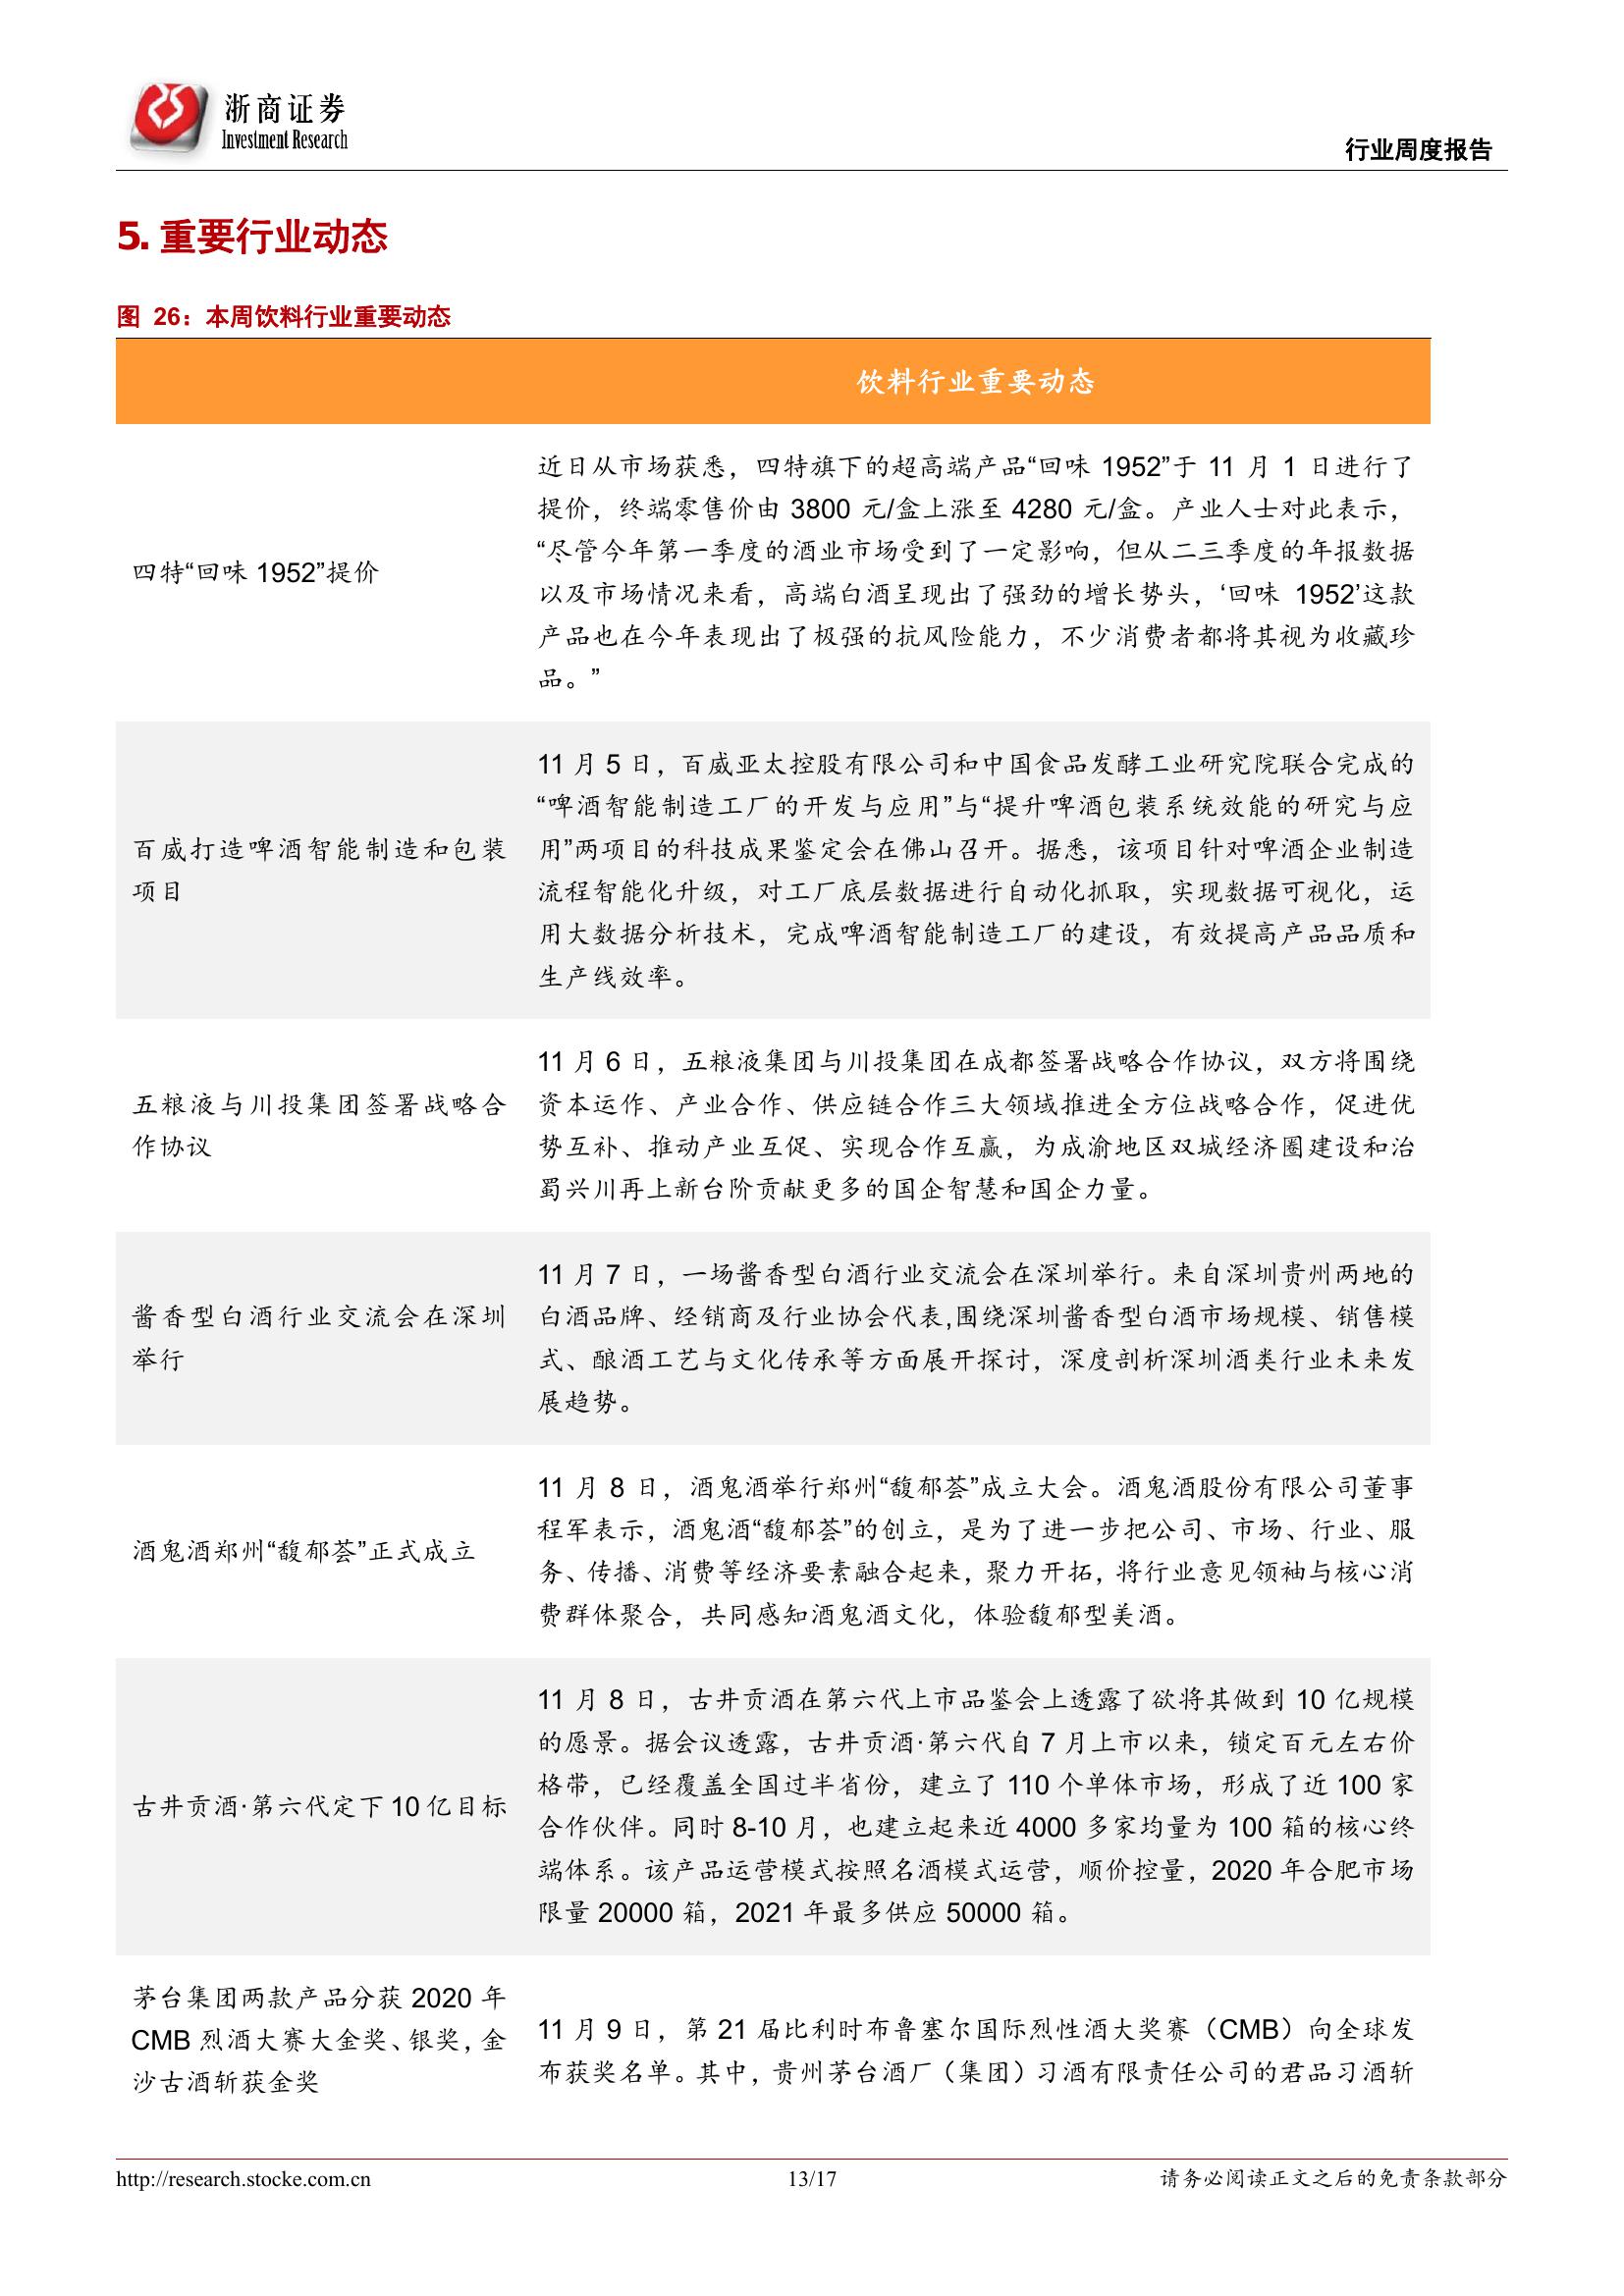 浙商证券
Investment Research
行业周度报告
5. 重要行业动态
图 26：本周饮料行业重要动态
饮料行业重要动态
四特“回味 1952”提价
近日从市场获悉，四特旗下的超高端产品“回味 1952”于 11 月 1 日进行了
提价，终端零售价由 3800 元/盒上涨至 4280 元/盒。产业人士对此表示，
“尽管今年第一季度的酒业市场受到了一定影响，但从二三季度的年报数据
以及市场情况来看，高端白酒呈现出了强劲的增长势头，‘回味 1952’这款
产品也在今年表现出了极强的抗风险能力，不少消费者都将其视为收藏珍
品。”
百威打造啤酒智能制造和包装
项目
11 月 5 日，百威亚太控股有限公司和中国食品发酵工业研究院联合完成的
“啤酒智能制造工厂的开发与应用”与“提升啤酒包装系统效能的研究与应
用”两项目的科技成果鉴定会在佛山召开。据悉，该项目针对啤酒企业制造
流程智能化升级，对工厂底层数据进行自动化抓取，实现数据可视化，运
用大数据分析技术，完成啤酒智能制造工厂的建设，有效提高产品品质和
生产线效率。
五粮液与川投集团签署战略合
作协议
11 月 6 日，五粮液集团与川投集团在成都签署战略合作协议，双方将围绕
资本运作、产业合作、供应链合作三大领域推进全方位战略合作，促进优
势互补、推动产业互促、实现合作互赢，为成渝地区双城经济圈建设和治
蜀兴川再上新台阶贡献更多的国企智慧和国企力量。
酱香型白酒行业交流会在深圳
举行
11 月 7 日，一场酱香型白酒行业交流会在深圳举行。来自深圳贵州两地的
白酒品牌、经销商及行业协会代表,围绕深圳酱香型白酒市场规模、销售模
式、酿酒工艺与文化传承等方面展开探讨，深度剖析深圳酒类行业未来发
展趋势。
酒鬼酒郑州“馥郁荟”正式成立
11 月 8 日，酒鬼酒举行郑州“馥郁荟”成立大会。酒鬼酒股份有限公司董事
程军表示，酒鬼酒“馥郁荟”的创立，是为了进一步把公司、市场、行业、服
务、传播、消费等经济要素融合起来，聚力开拓，将行业意见领袖与核心消
费群体聚合，共同感知酒鬼酒文化，体验馥郁型美酒。
古井贡酒·第六代定下 10 亿目标
11 月 8 日，古井贡酒在第六代上市品鉴会上透露了欲将其做到 10 亿规模
的愿景。据会议透露，古井贡酒·第六代自 7 月上市以来，锁定百元左右价
格带，已经覆盖全国过半省份，建立了 110 个单体市场，形成了近 100 家
合作伙伴。同时 8-10 月，也建立起来近 4000 多家均量为 100 箱的核心终
端体系。该产品运营模式按照名酒模式运营，顺价控量，2020 年合肥市场
限量 20000 箱，2021 年最多供应 50000 箱。
茅台集团两款产品分获 2020 年
CMB 烈酒大赛大金奖、银奖，金
沙古酒斩获金奖
11 月 9 日，第 21 届比利时布鲁塞尔国际烈性酒大奖赛（CMB）向全球发
布获奖名单。其中，贵州茅台酒厂（集团）习酒有限责任公司的君品习酒斩
http://research.stocke.com.cn
13/17
请务必阅读正文之后的免责条款部分